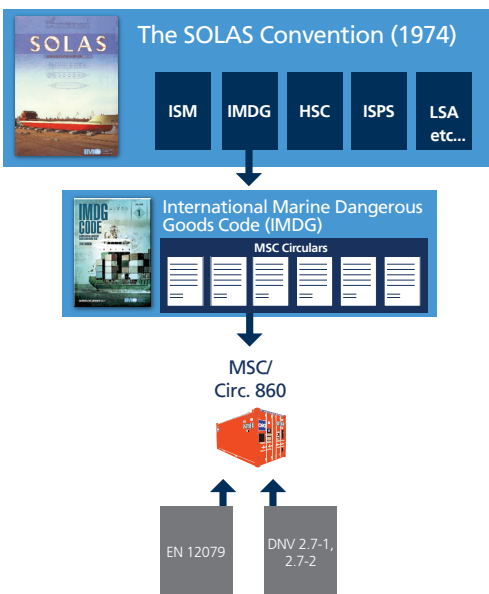 SOLAS
The SOLAS Convention (1974)
ISM
IMDG
HSC
ISPS
LSA
etc...
IMDG
CODE
1
International Marine Dangerous
Goods Code (IMDG)
MSC Circulars
MSC/
Circ. 860
EN 12079
DNV 2.7-1,
2.7-2